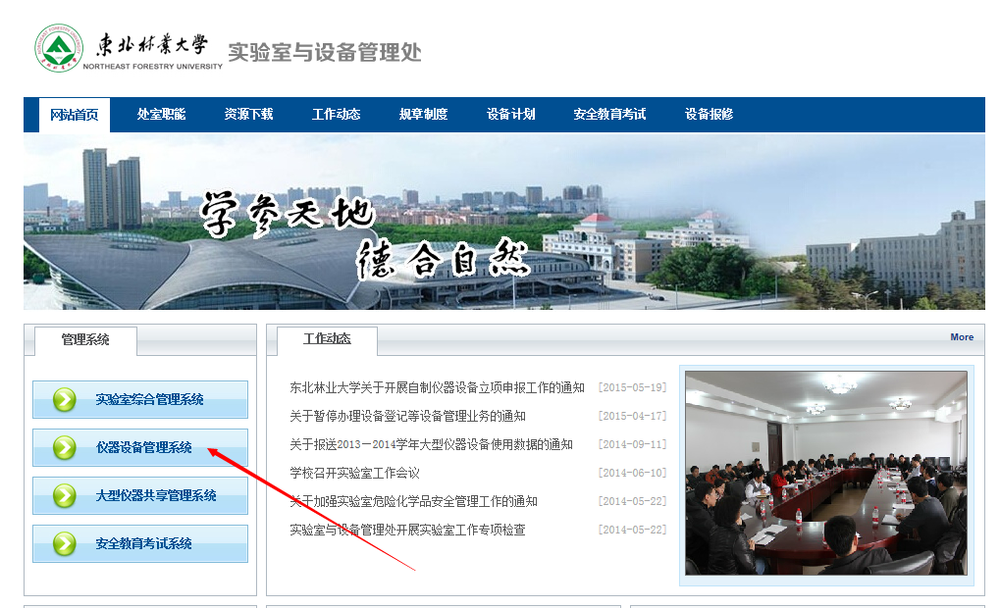 東北林業大學
NORTHEAST FORESTRY UNIVERSITY
实验室与设备管理处
网站首页 处室职能 资源下载 工作动态 规章制度 设备计划 安全教育考试 设备报修
学参天地
德合自然
管理系统
实验室综合管理系统
仪器设备管理系统
大型仪器共享管理系统
安全教育考试系统
工作动态 More
东北林业大学关于开展自制仪器设备立项申报工作的通知 [2015-05-19]
关于暂停办理设备登记等设备管理业务的通知 [2015-04-17]
关于报送2013－2014学年大型仪器设备使用数据的通知 [2014-09-11]
学校召开实验室工作会议 [2014-06-10]
关于加强实验室危险化学品安全管理工作的通知 [2014-05-22]
实验室与设备管理处开展实验室工作专项检查 [2014-05-22]